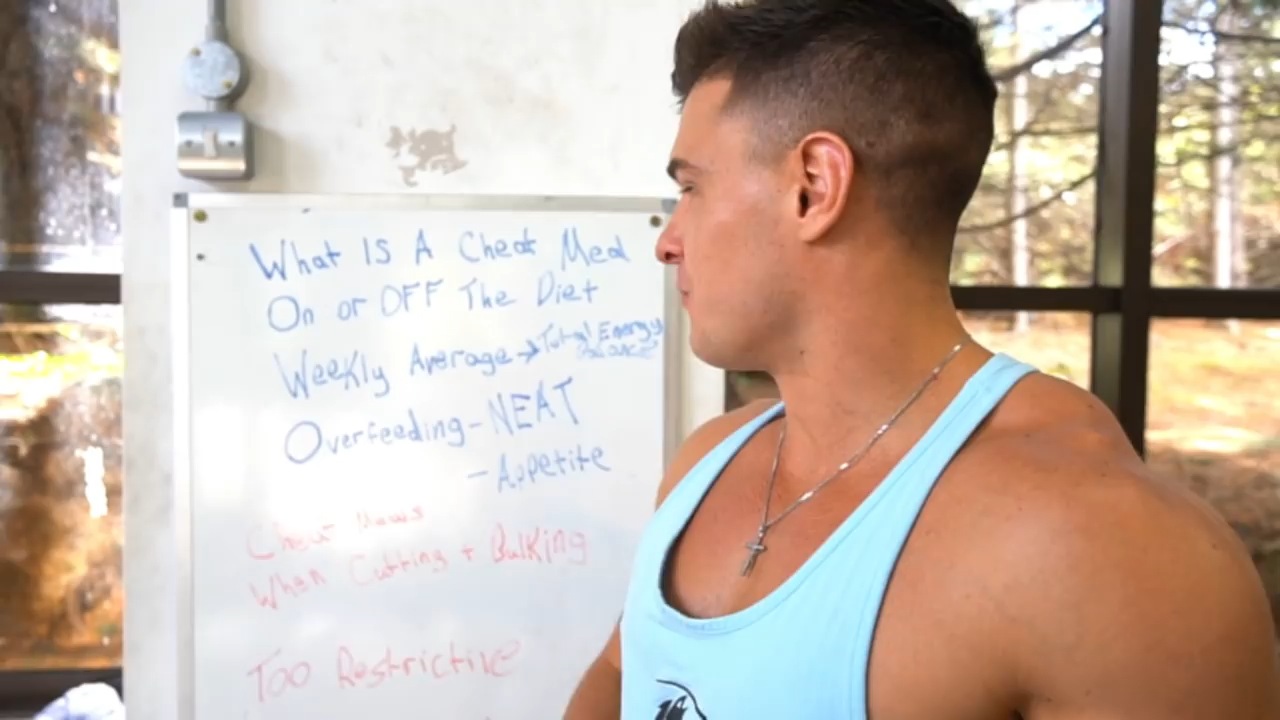 What IS A Cheat Meal
On or OFF The Diet
Weekly Average → Total Energy
Balance
Overfeeding - NEAT
- Appetite
Cheat Meals
When Cutting + Bulking
Too Restrictive